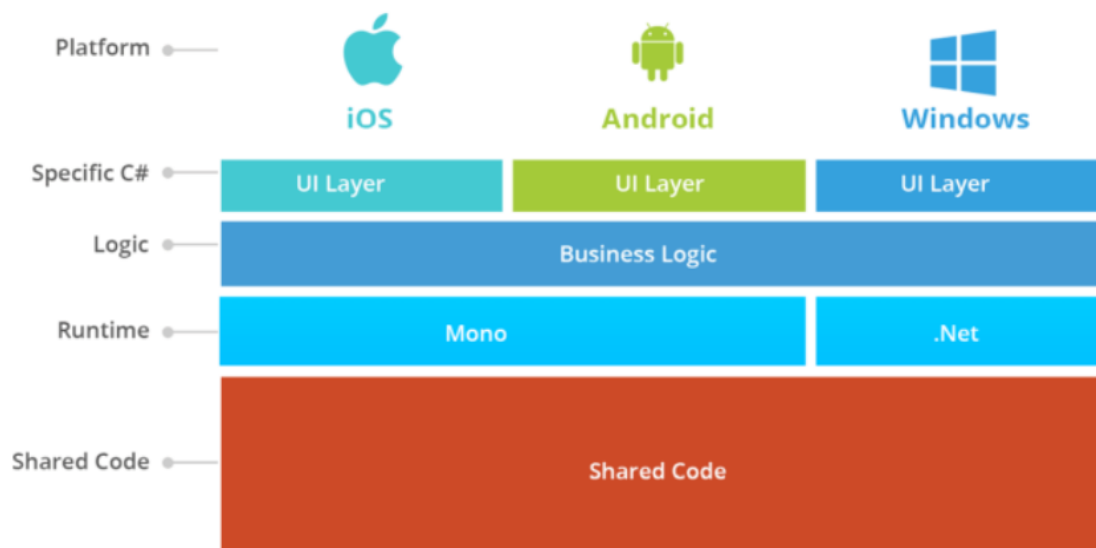 Platform
iOS
Android
Windows
Specific C#
UI Layer
UI Layer
UI Layer
Logic
Business Logic
Runtime
Mono
.Net
Shared Code
Shared Code